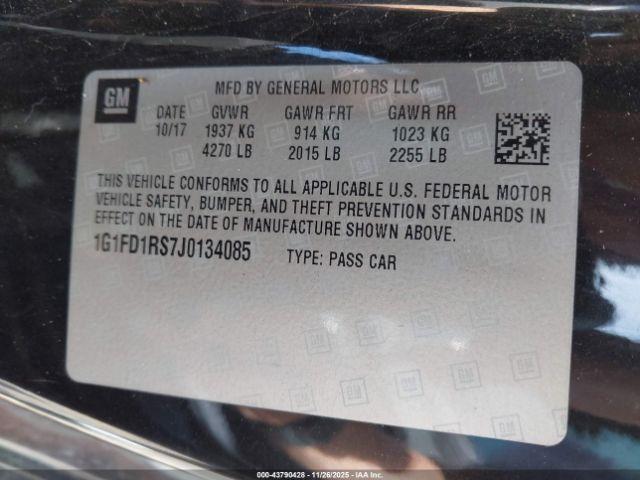 GM
MFD BY GENERAL MOTORS LLC
DATE GVWR GAWR FRT GAWR RR
10/17 1937 KG 914 KG 1023 KG
4270 LB 2015 LB 2255 LB
THIS VEHICLE CONFORMS TO ALL APPLICABLE U.S. FEDERAL MOTOR
VEHICLE SAFETY, BUMPER, AND THEFT PREVENTION STANDARDS IN
EFFECT ON THE DATE OF MANUFACTURE SHOWN ABOVE.
1G1FD1RS7J0134085 TYPE: PASS CAR
000-43790428 - 11/26/2025 - IAA Inc.